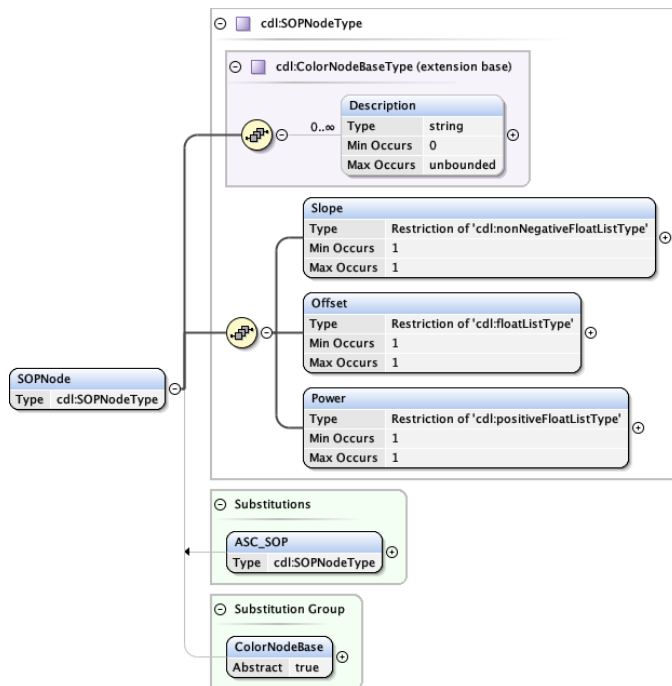 cdl:SOPNodeType
cdl:ColorNodeBaseType (extension base)
Description
0..∞
Type string
Min Occurs 0
Max Occurs unbounded
Slope
Type Restriction of 'cdl:nonNegativeFloatListType'
Min Occurs 1
Max Occurs 1
Offset
Type Restriction of 'cdl:floatListType'
Min Occurs 1
Max Occurs 1
SOPNode
Type cdl:SOPNodeType
Power
Type Restriction of 'cdl:positiveFloatListType'
Min Occurs 1
Max Occurs 1
Substitutions
ASC_SOP
Type cdl:SOPNodeType
Substitution Group
ColorNodeBase
Abstract true